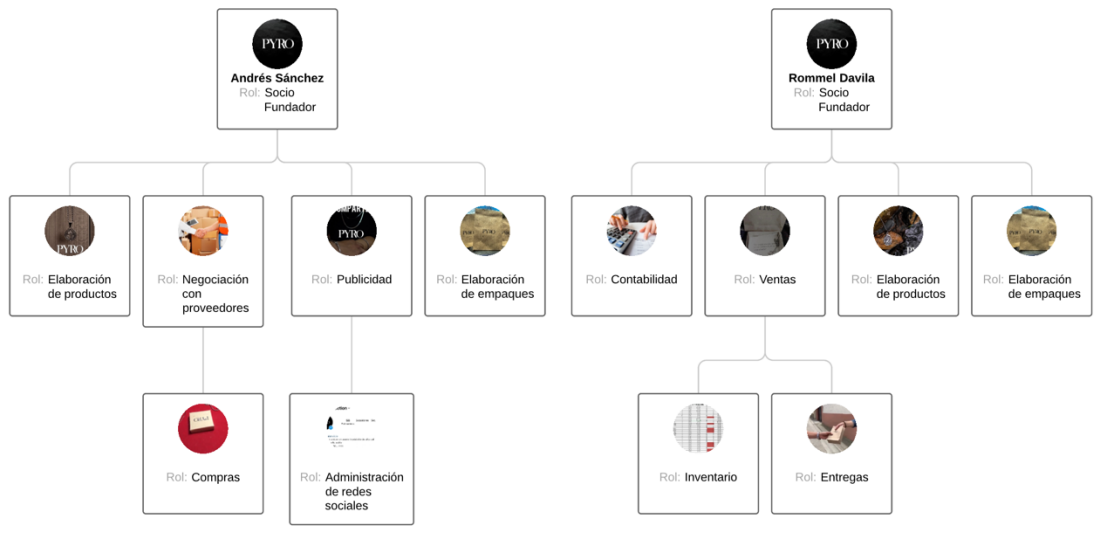 PYRO
Andrés Sánchez
Rol: Socio
Fundador
PYRO
Rommel Davila
Rol: Socio
Fundador
PYRO
Rol: Elaboración
de productos
Rol: Negociación
con
proveedores
PYRO
Rol: Publicidad
PYRO
Rol: Elaboración
de empaques
Rol: Contabilidad
Rol: Ventas
Rol: Elaboración
de productos
PYRO
Rol: Elaboración
de empaques
Rol: Compras
Rol: Administración
de redes
sociales
Rol: Inventario
Rol: Entregas